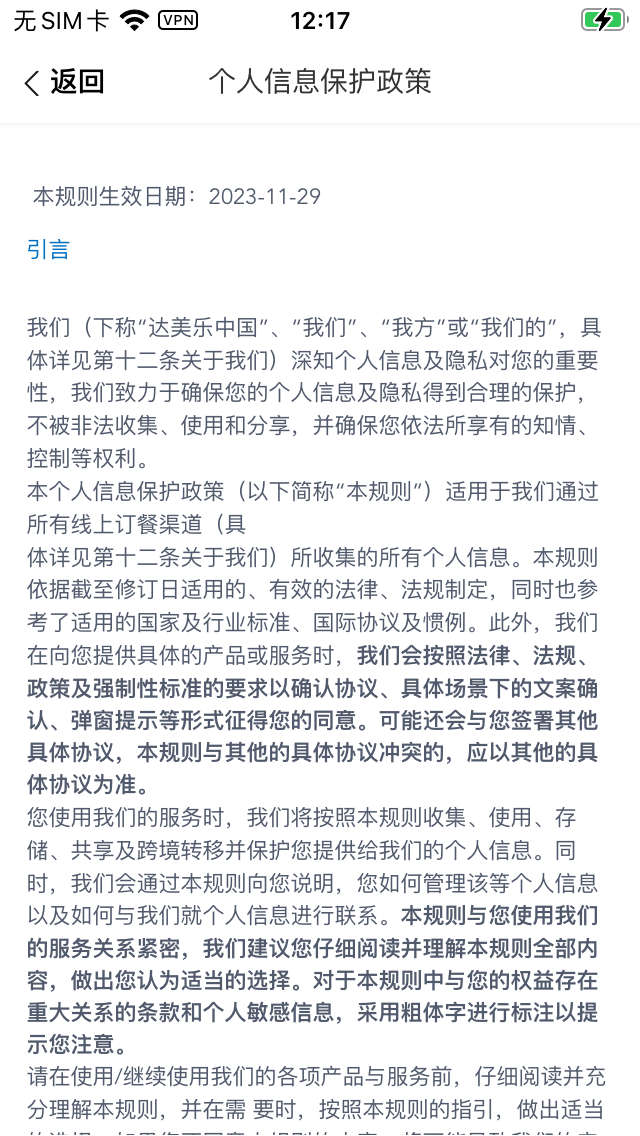 无SIM卡 VPN 12:17
返回 个人信息保护政策
本规则生效日期：2023-11-29
引言
我们（下称“达美乐中国”、“我们”、“我方”或“我们的”，具
体详见第十二条关于我们）深知个人信息及隐私对您的重要
性，我们致力于确保您的个人信息及隐私得到合理的保护，
不被非法收集、使用和分享，并确保您依法所享有的知情、
控制等权利。
本个人信息保护政策（以下简称“本规则”）适用于我们通过
所有线上订餐渠道（具
体详见第十二条关于我们）所收集的所有个人信息。本规则
依据截至修订日适用的、有效的法律、法规制定，同时也参
考了适用的国家及行业标准、国际协议及惯例。此外，我们
在向您提供具体的产品或服务时，我们会按照法律、法规、
政策及强制性标准的要求以确认协议、具体场景下的文案确
认、弹窗提示等形式征得您的同意。可能还会与您签署其他
具体协议，本规则与其他的具体协议冲突的，应以其他的具
体协议为准。
您使用我们的服务时，我们将按照本规则收集、使用、存
储、共享及跨境转移并保护您提供给我们的个人信息。同
时，我们会通过本规则向您说明，您如何管理该等个人信息
以及如何与我们就个人信息进行联系。本规则与您使用我们
的服务关系紧密，我们建议您仔细阅读并理解本规则全部内
容，做出您认为适当的选择。对于本规则中与您的权益存在
重大关系的条款和个人敏感信息，采用粗体字进行标注以提
示您注意。
请在使用/继续使用我们的各项产品与服务前，仔细阅读并充
分理解本规则，并在需 要时，按照本规则的指引，做出适当